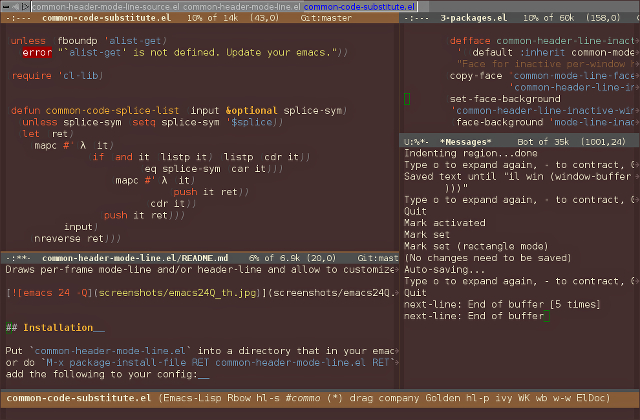 common-header-mode-line-source.el common-header-mode-line.el common-code-substitute.el
-:--- common-code-substitute.el 10% of 14k (43,0) Git:master
unless fboundp 'alist-get)
error "`alist-get' is not defined. Update your emacs."))
require 'cl-lib)
defun common-code-splice-list input &optional splice-sym)
unless splice-sym setq splice-sym '$splice))
let ret)
mapc #' λ it)
if and it listp it) listp cdr it))
eq splice-sym car it)))
mapc #' λ it)
push it ret))
cdr it))
push it ret)))
input)
nreverse ret)))
-:**- common-header-mode-line.el/README.md 6% of 6.9k (20,0) Git:mast
Draws per-frame mode-line and/or header-line and allow to customize
[![emacs 24 -Q](screenshots/emacs24Q_th.jpg)](screenshots/emacs24Q.
## Installation__
Put `common-header-mode-line.el` into a directory that in your emac
or do `M-x package-install-file RET common-header-mode-line.el RET`
add the following to your config:__
-:--- 3-packages.el 10% of 60k (158,0)
defface common-header-line-inact
' default :inherit common-mode
"Face for inactive per-window h
copy-face 'common-mode-line-face
'common-header-line-in
set-face-background
'common-header-line-inactive-win
face-background 'mode-line-inac
U:%*- *Messages* Bot of 35k (1001,24)
Indenting region...done
Type o to expand again, - to contract, 0
Saved text until "il win (window-buffer
)))"
Type o to expand again, - to contract, 0
Quit
Mark activated
Mark set
Mark set (rectangle mode)
(No changes need to be saved)
Auto-saving...
Type o to expand again, - to contract, 0
Quit
next-line: End of buffer [5 times]
next-line: End of buffer
common-code-substitute.el (Emacs-Lisp Rbow hl-s #commo (*) drag company Golden hl-p ivy WK wb w-w ElDoc)